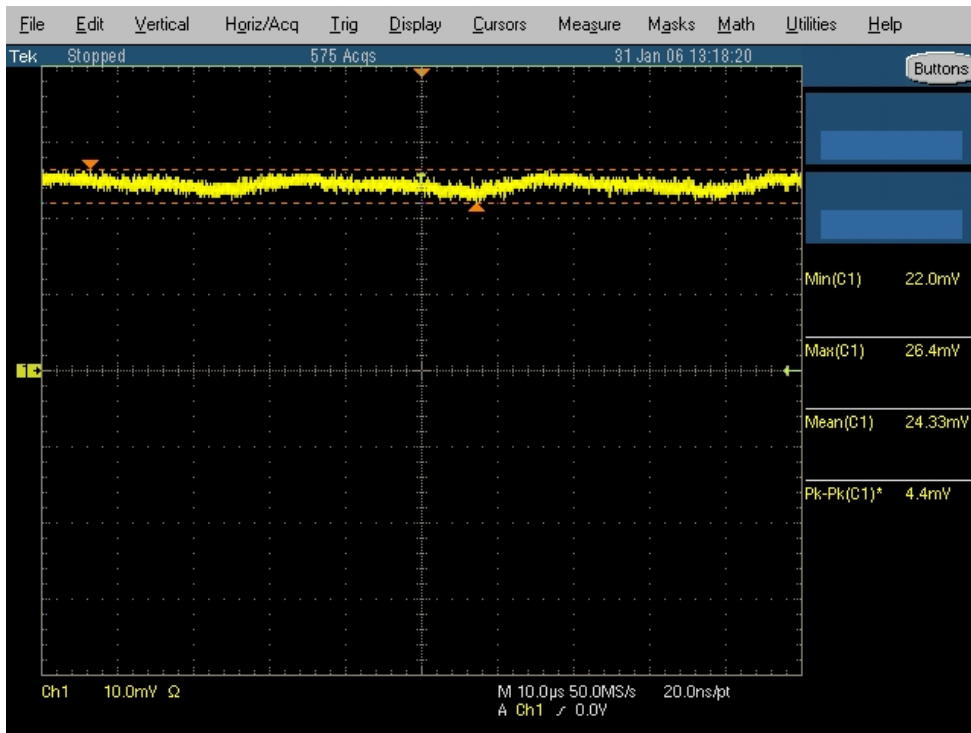 File Edit Vertical Horiz/Acq Trig Display Cursors Measure Masks Math Utilities Help
Tek Stopped 575 Acqs 31 Jan 06 13:18:20
Buttons
Min(C1) 22.0mV
Max(C1) 26.4mV
1
Mean(C1) 24.33mV
Pk-Pk(C1)* 4.4mV
Ch1 10.0mV Ω M 10.0µs 50.0MS/s 20.0ns/pt
A Ch1 ∕ 0.0V